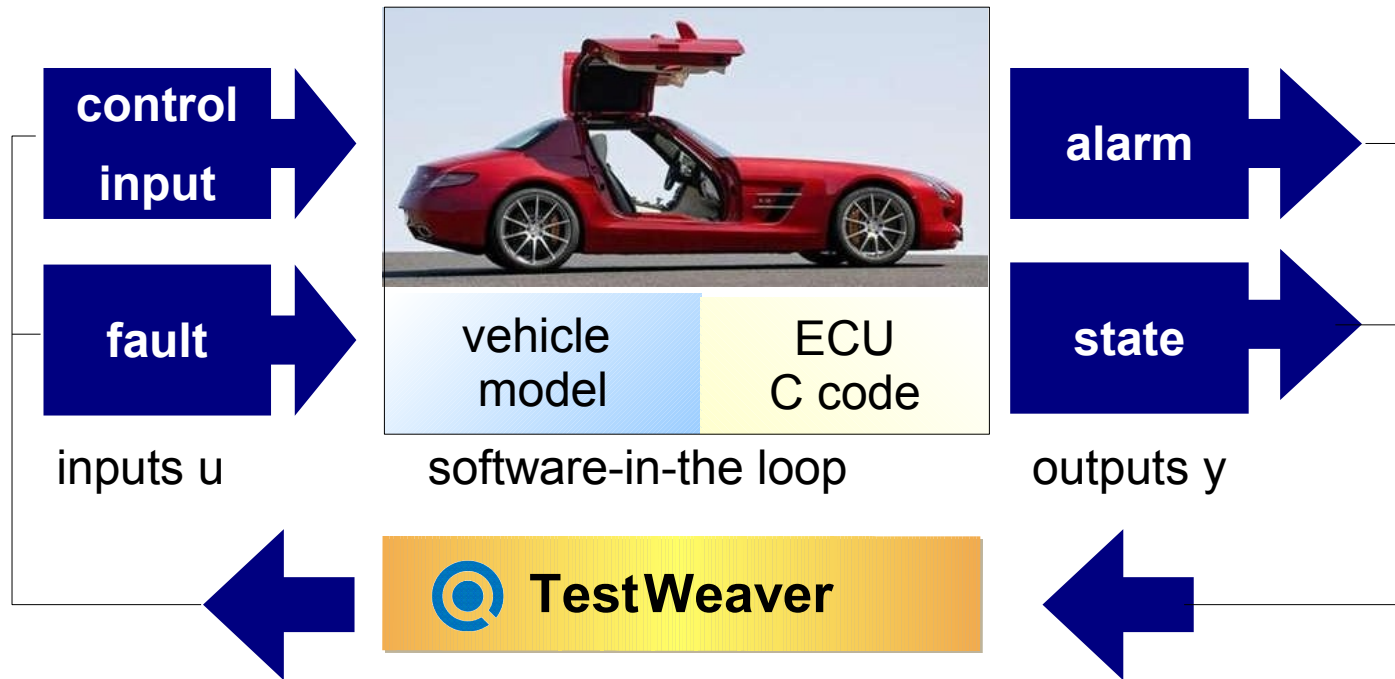 control
input
alarm
fault
vehicle
model
ECU
C code
state
inputs u
software-in-the loop
outputs y
TestWeaver